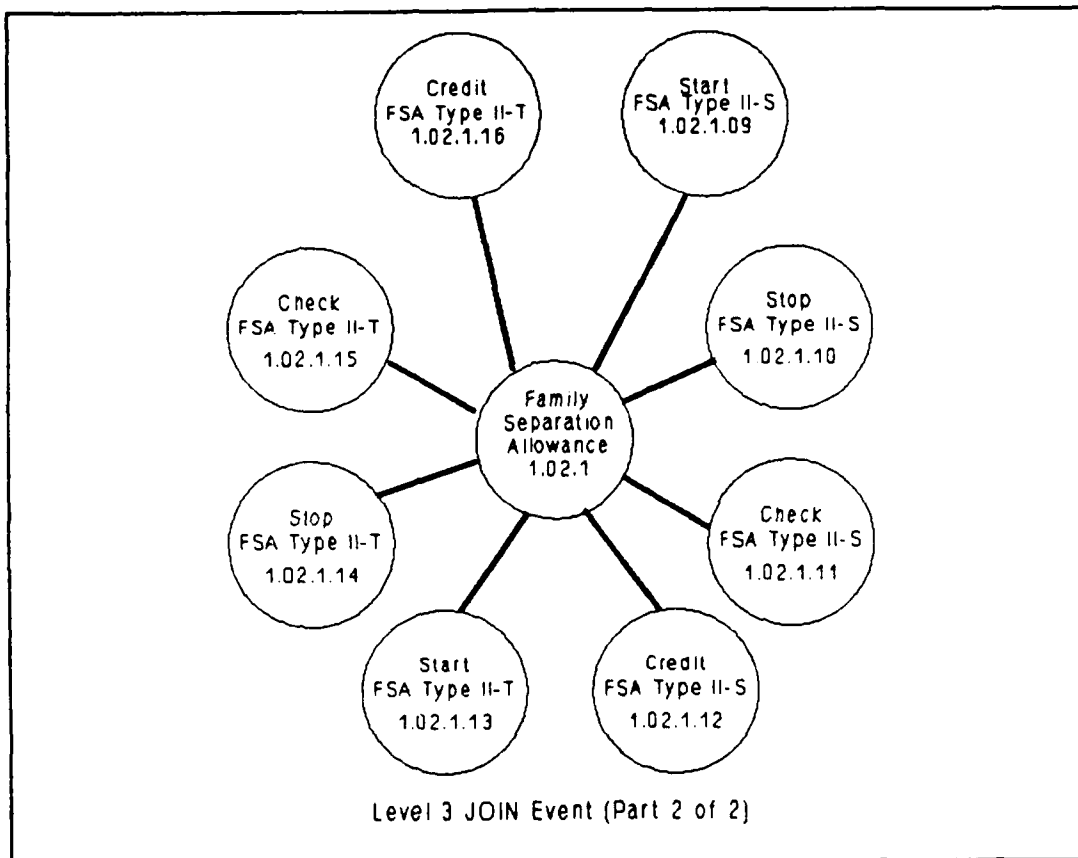 Credit
FSA Type II-T
1.02.1.16
Start
FSA Type II-S
1.02.1.09
Check
FSA Type II-T
1.02.1.15
Stop
FSA Type II-S
1.02.1.10
Family
Separation
Allowance
1.02.1
Stop
FSA Type II-T
1.02.1.14
Check
FSA Type II-S
1.02.1.11
Start
FSA Type II-T
1.02.1.13
Credit
FSA Type II-S
1.02.1.12
Level 3 JOIN Event (Part 2 of 2)